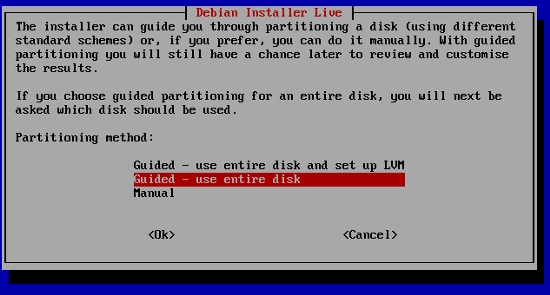 Debian Installer Live
The installer can guide you through partitioning a disk (using different
standard schemes) or, if you prefer, you can do it manually. With guided
partitioning you will still have a chance later to review and customise
the results.
If you choose guided partitioning for an entire disk, you will next be
asked which disk should be used.
Partitioning method:
Guided - use entire disk and set up LVM
Guided - use entire disk
Manual
<Ok> <Cancel>